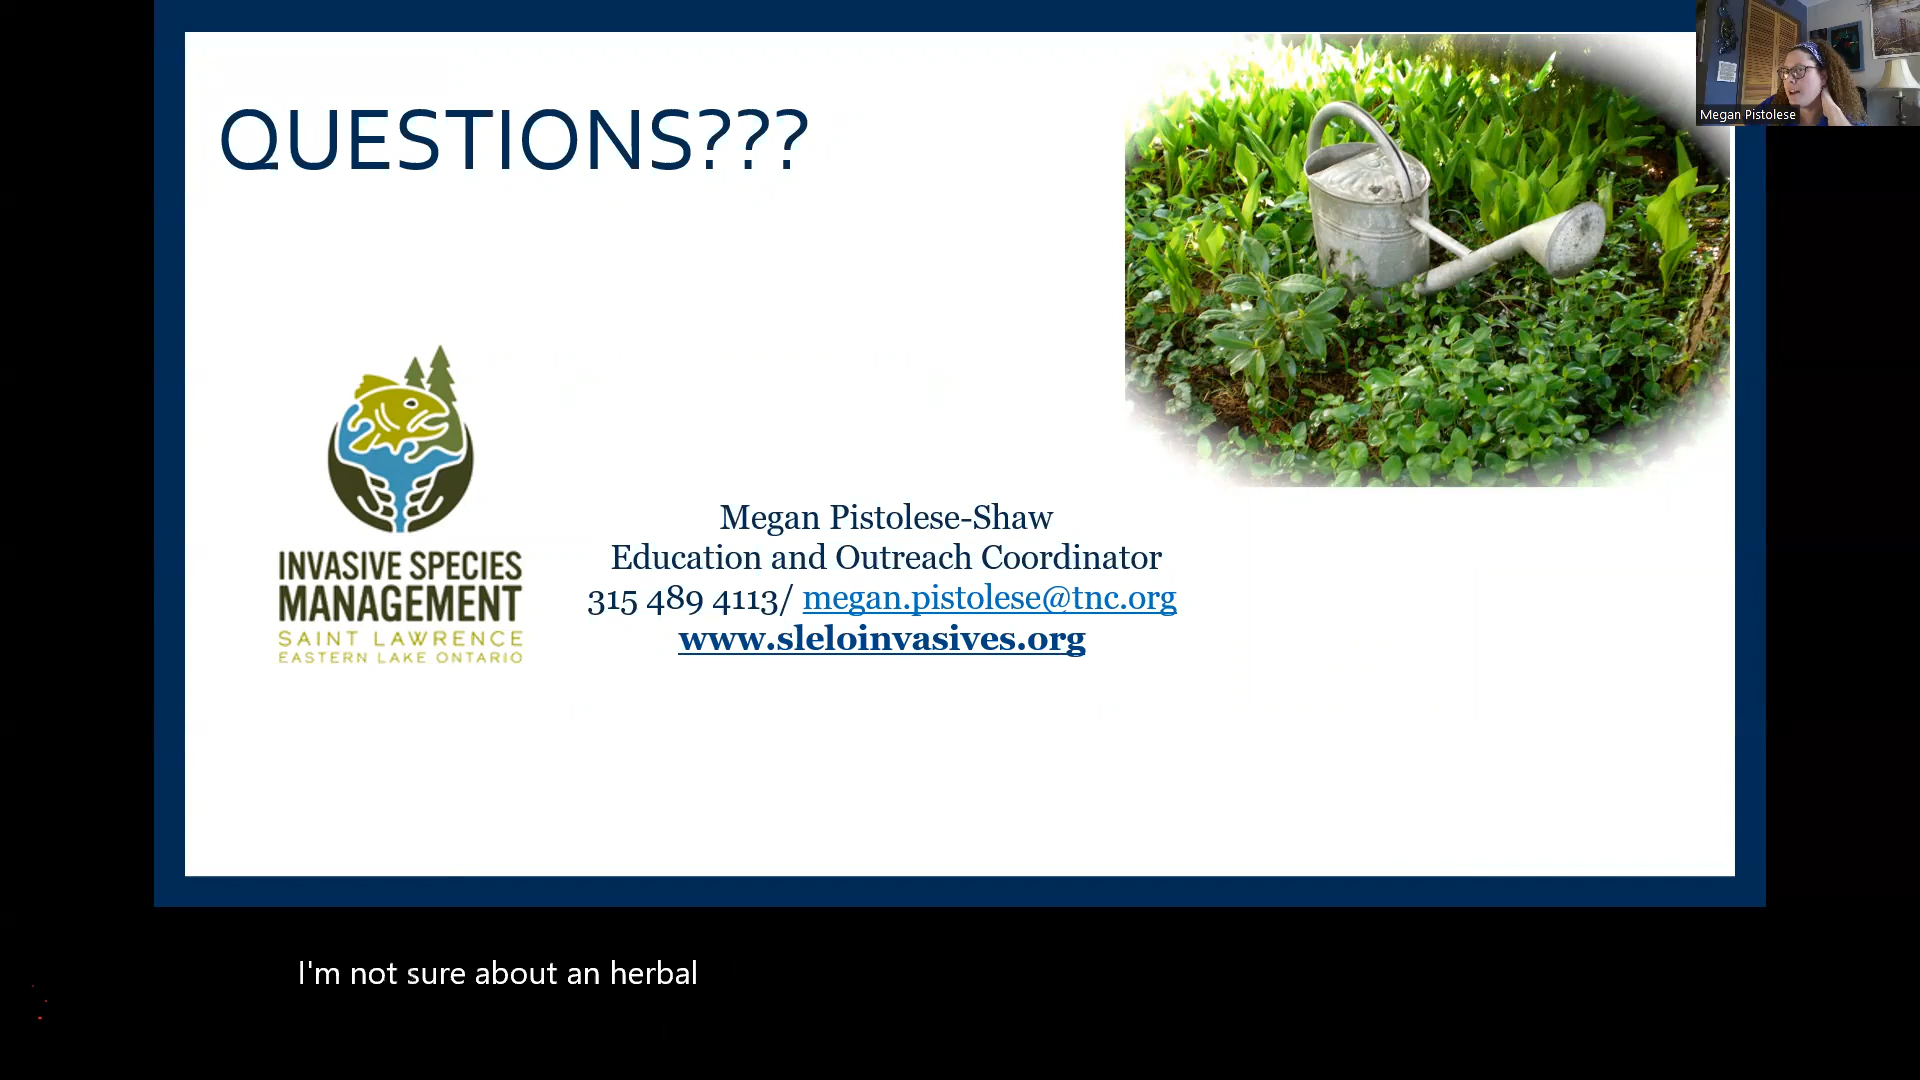 QUESTIONS???
Megan Pistolese
INVASIVE SPECIES
MANAGEMENT
SAINT LAWRENCE
EASTERN LAKE ONTARIO
Megan Pistolese-Shaw
Education and Outreach Coordinator
315 489 4113/ megan.pistolese@tnc.org
www.sleloinvasives.org
I'm not sure about an herbal